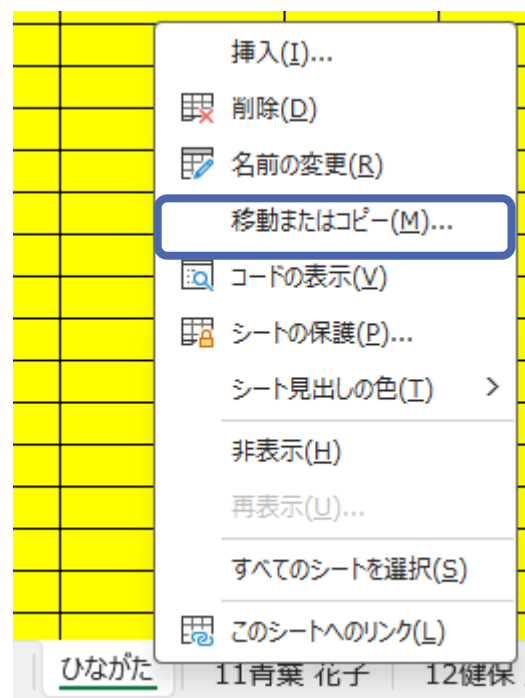 挿入(I)...
削除(D)
名前の変更(R)
移動またはコピー(M)...
コードの表示(V)
シートの保護(P)...
シート見出しの色(T)
非表示(H)
再表示(U)...
すべてのシートを選択(S)
このシートへのリンク(L)
ひながた 11青葉 花子 12健保